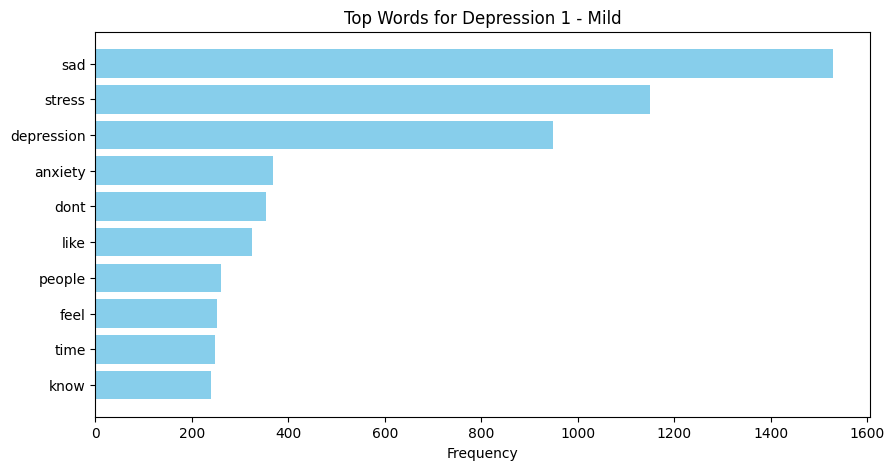 Top Words for Depression 1 - Mild
sad
stress
depression
anxiety
dont
like
people
feel
time
know
0 200 400 600 800 1000 1200 1400 1600
Frequency